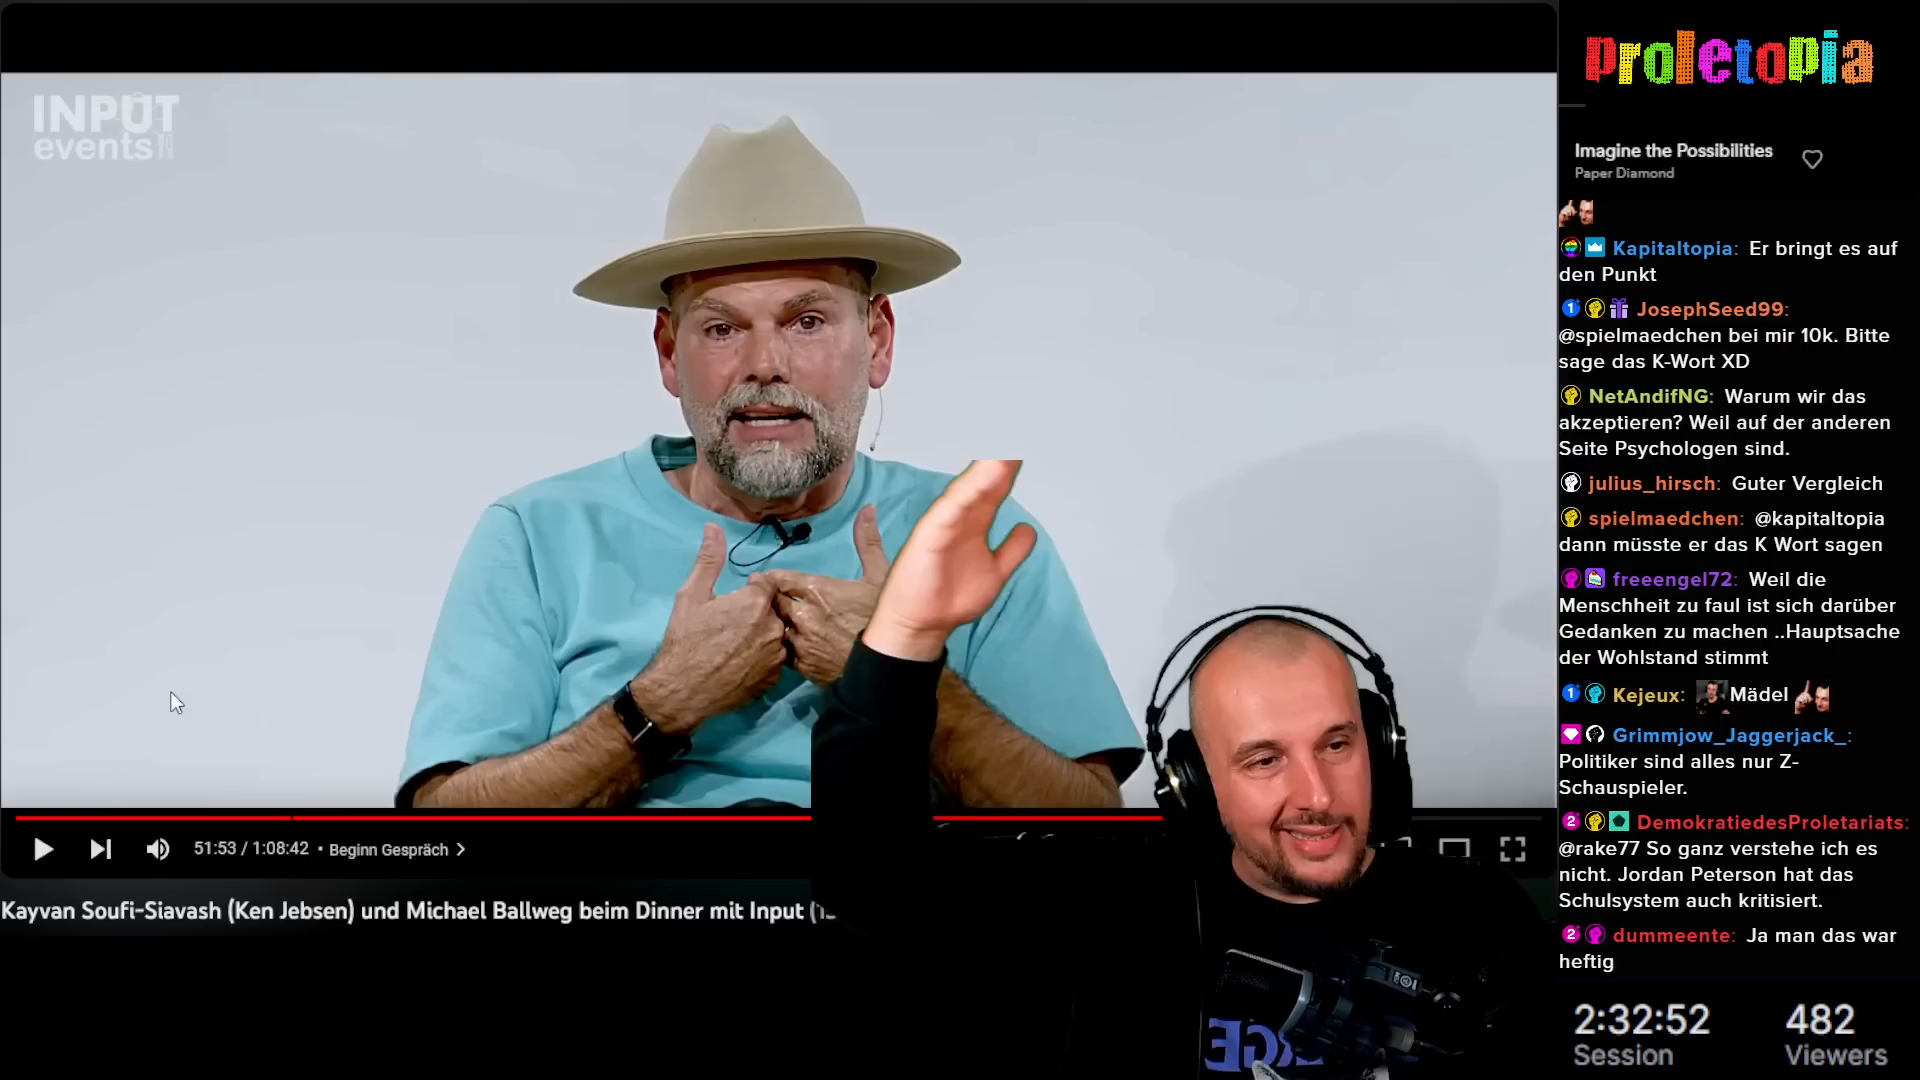 INPUT
events
51:53 / 1:08:42 • Beginn Gespräch
Kayvan Soufi-Siavash (Ken Jebsen) und Michael Ballweg beim Dinner mit Input
Proletopia
Imagine the Possibilities
Paper Diamond
Kapitaltopia: Er bringt es auf
den Punkt
1 JosephSeed99:
@spielmaedchen bei mir 10k. Bitte
sage das K-Wort XD
NetAndifNG: Warum wir das
akzeptieren? Weil auf der anderen
Seite Psychologen sind.
julius_hirsch: Guter Vergleich
spielmaedchen: @kapitaltopia
dann müsste er das K Wort sagen
freeengel72: Weil die
Menschheit zu faul ist sich darüber
Gedanken zu machen ..Hauptsache
der Wohlstand stimmt
1 Kejeux: Mädel
Grimmjow_Jaggerjack_:
Politiker sind alles nur Z-
Schauspieler.
2 DemokratiedesProletariats:
@rake77 So ganz verstehe ich es
nicht. Jordan Peterson hat das
Schulsystem auch kritisiert.
2 dummeente: Ja man das war
heftig
2:32:52 482
Session Viewers